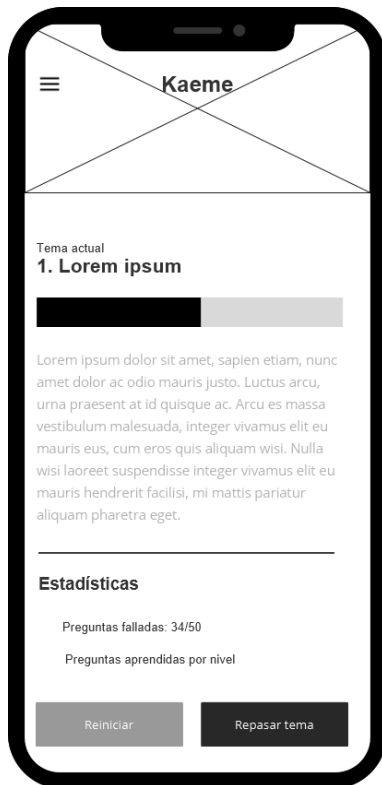 Kaeme
Tema actual
1. Lorem ipsum
Lorem ipsum dolor sit amet, sapien etiam, nunc
amet dolor ac odio mauris justo. Luctus arcu,
urna praesent at id quisque ac. Arcu es massa
vestibulum malesuada, integer vivamus elit eu
mauris eus, cum eros quis aliquam wisi. Nulla
wisi laoreet suspendisse integer vivamus elit eu
mauris hendrerit facilisi, mi mattis pariatur
aliquam pharetra eget.
Estadísticas
Preguntas falladas: 34/50
Preguntas aprendidas por nivel
Reiniciar
Repasar tema